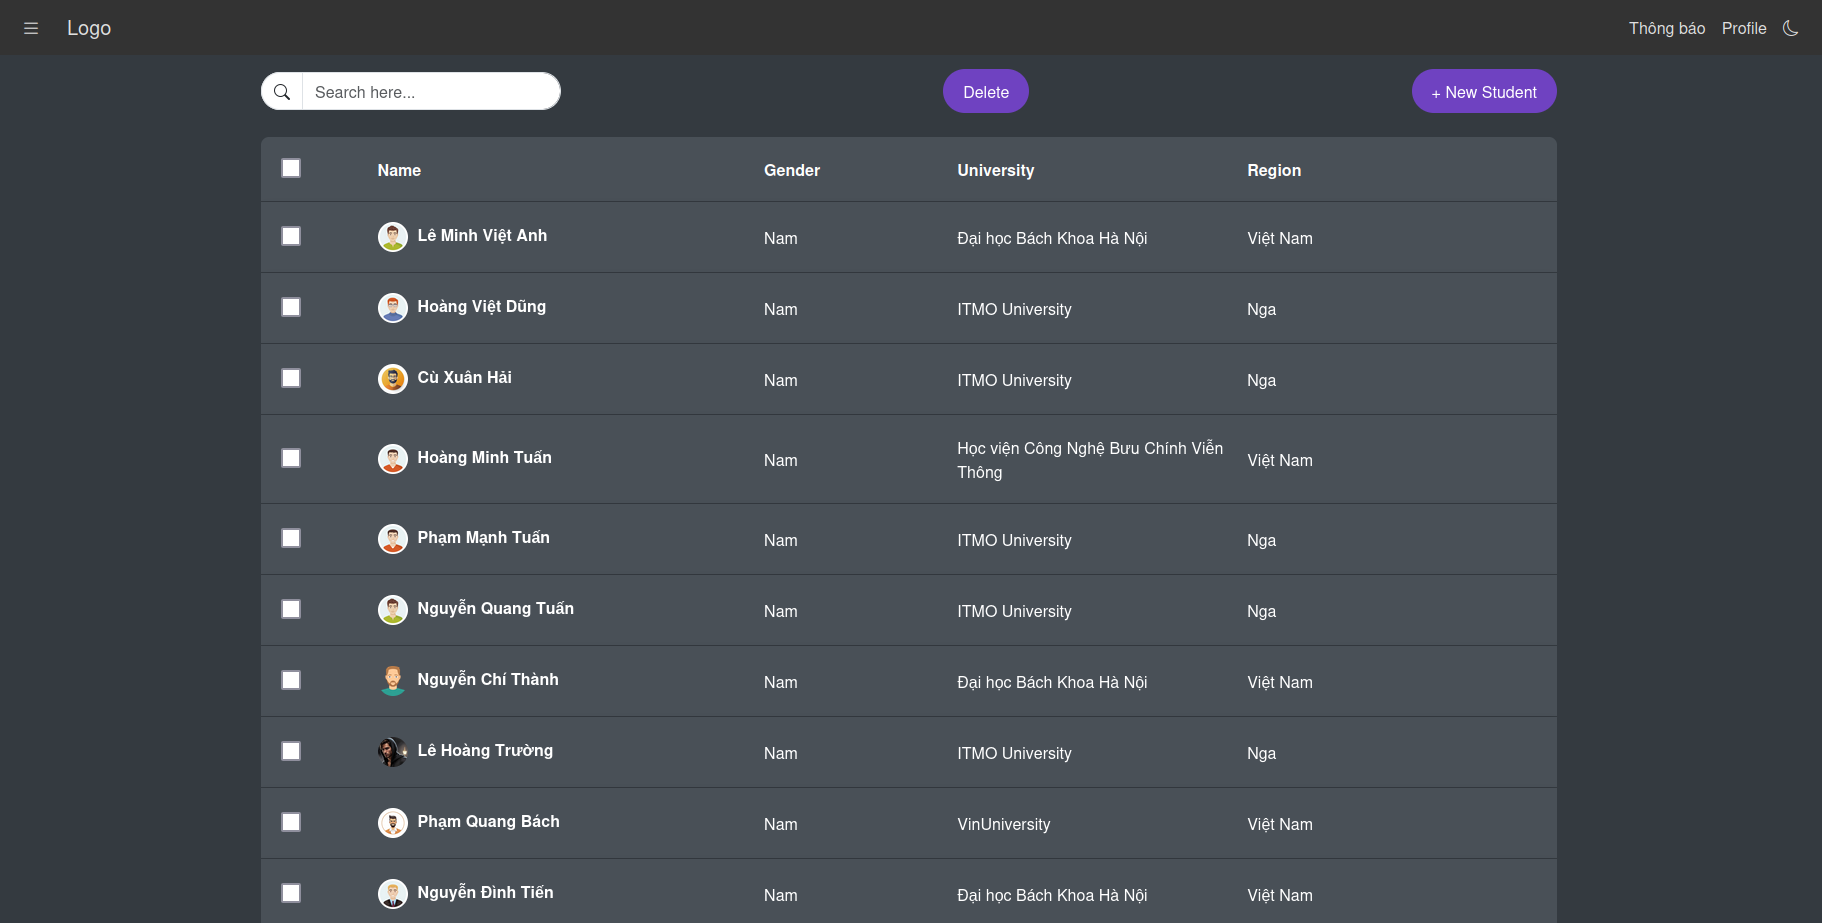 Logo
Thông báo Profile
Search here...
Delete
+ New Student
Name Gender University Region
Lê Minh Việt Anh Nam Đại học Bách Khoa Hà Nội Việt Nam
Hoàng Việt Dũng Nam ITMO University Nga
Cù Xuân Hải Nam ITMO University Nga
Hoàng Minh Tuấn Nam Học viện Công Nghệ Bưu Chính Viễn Việt Nam
Thông
Phạm Mạnh Tuấn Nam ITMO University Nga
Nguyễn Quang Tuấn Nam ITMO University Nga
Nguyễn Chí Thành Nam Đại học Bách Khoa Hà Nội Việt Nam
Lê Hoàng Trường Nam ITMO University Nga
Phạm Quang Bách Nam VinUniversity Việt Nam
Nguyễn Đình Tiến Nam Đại học Bách Khoa Hà Nội Việt Nam